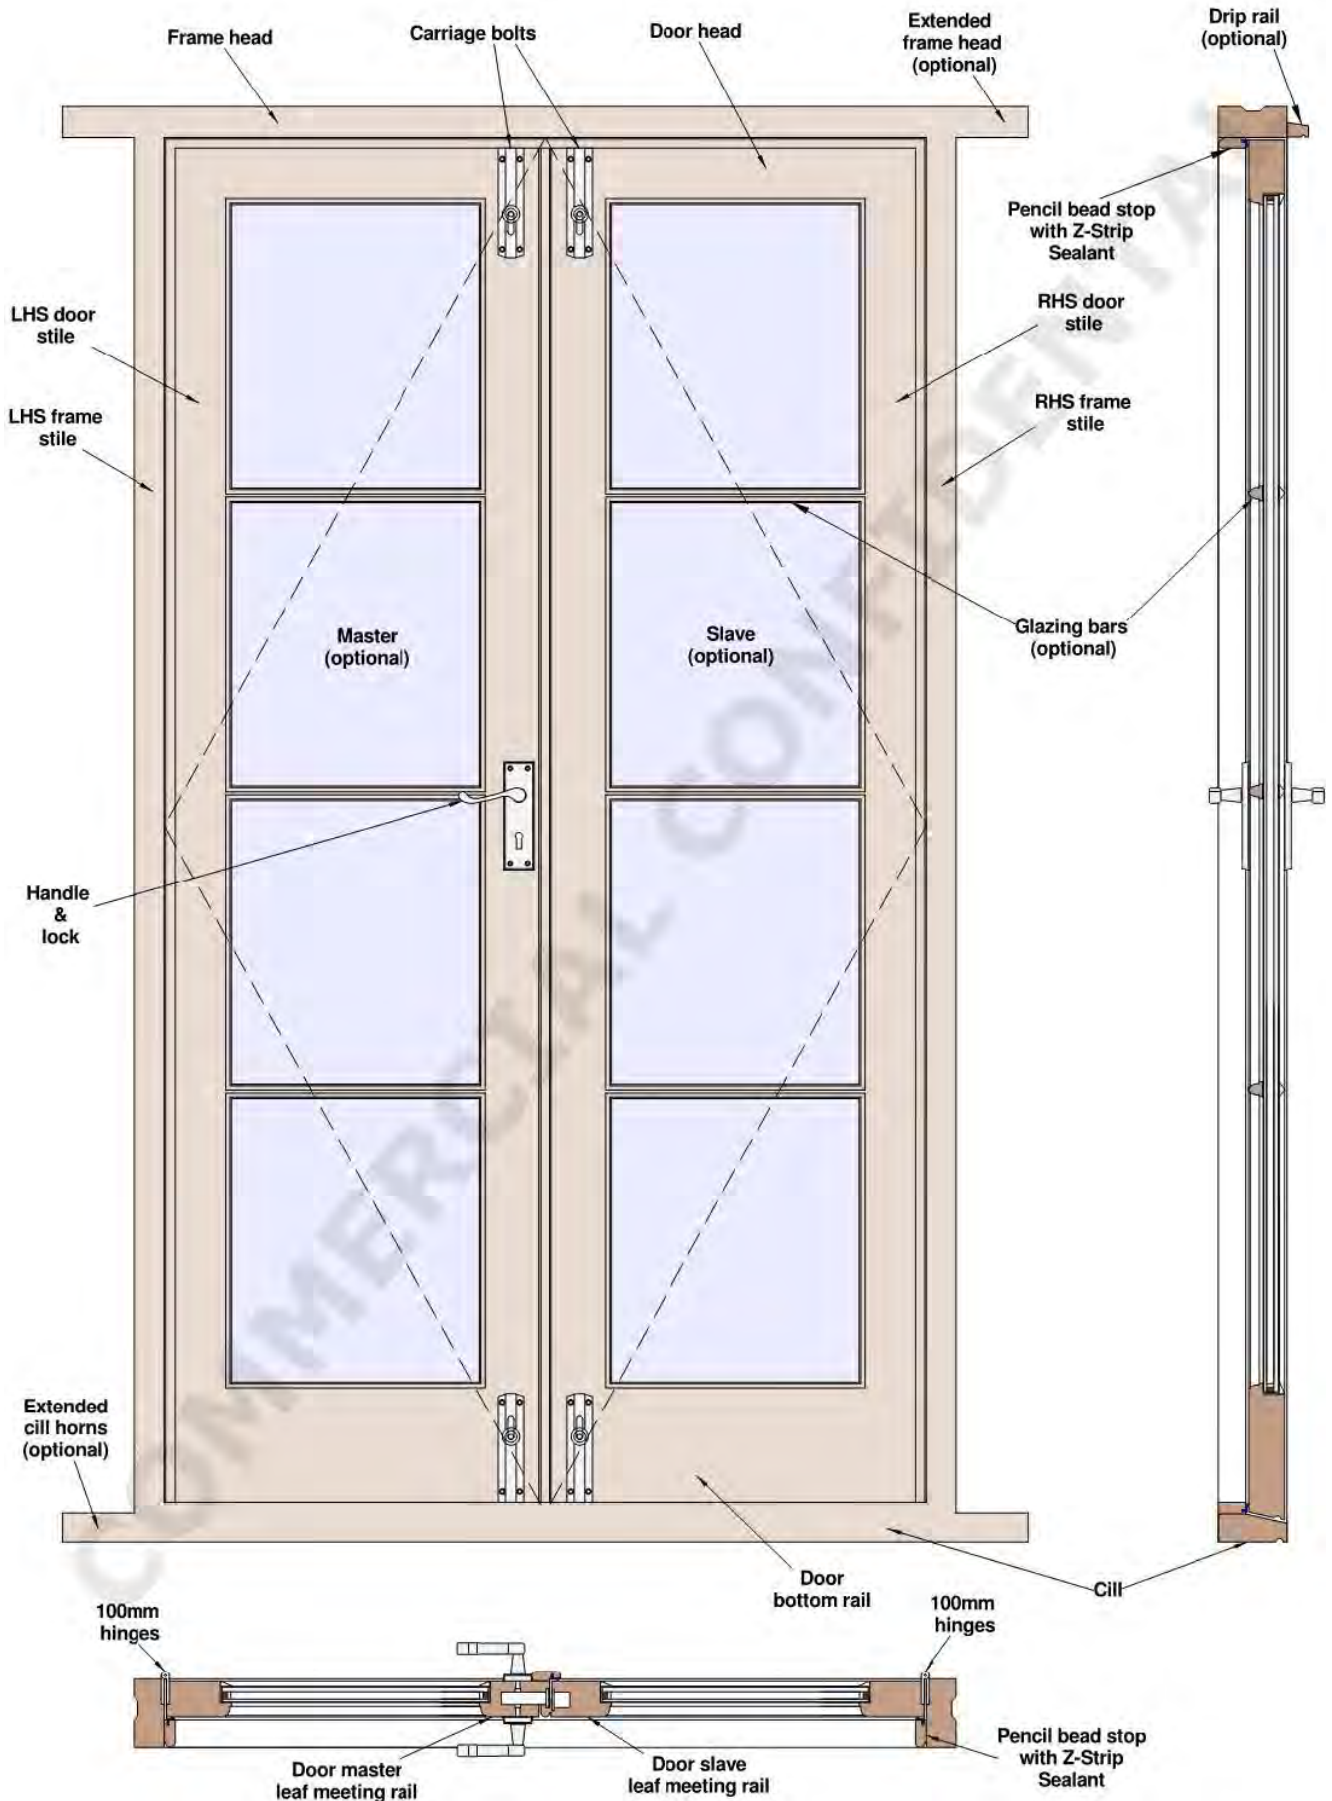 Frame head
Carriage bolts
Door head
Extended
frame head
(optional)
Drip rail
(optional)
Pencil bead stop
with Z-Strip
Sealant
LHS door
stile
RHS door
stile
LHS frame
stile
RHS frame
stile
Master
(optional)
Slave
(optional)
Glazing bars
(optional)
Handle
&
lock
Extended
cill horns
(optional)
Door
bottom rail
Cill
100mm
hinges
100mm
hinges
Door master
leaf meeting rail
Door slave
leaf meeting rail
Pencil bead stop
with Z-Strip
Sealant
COMMERCIAL CONFIDENTIAL